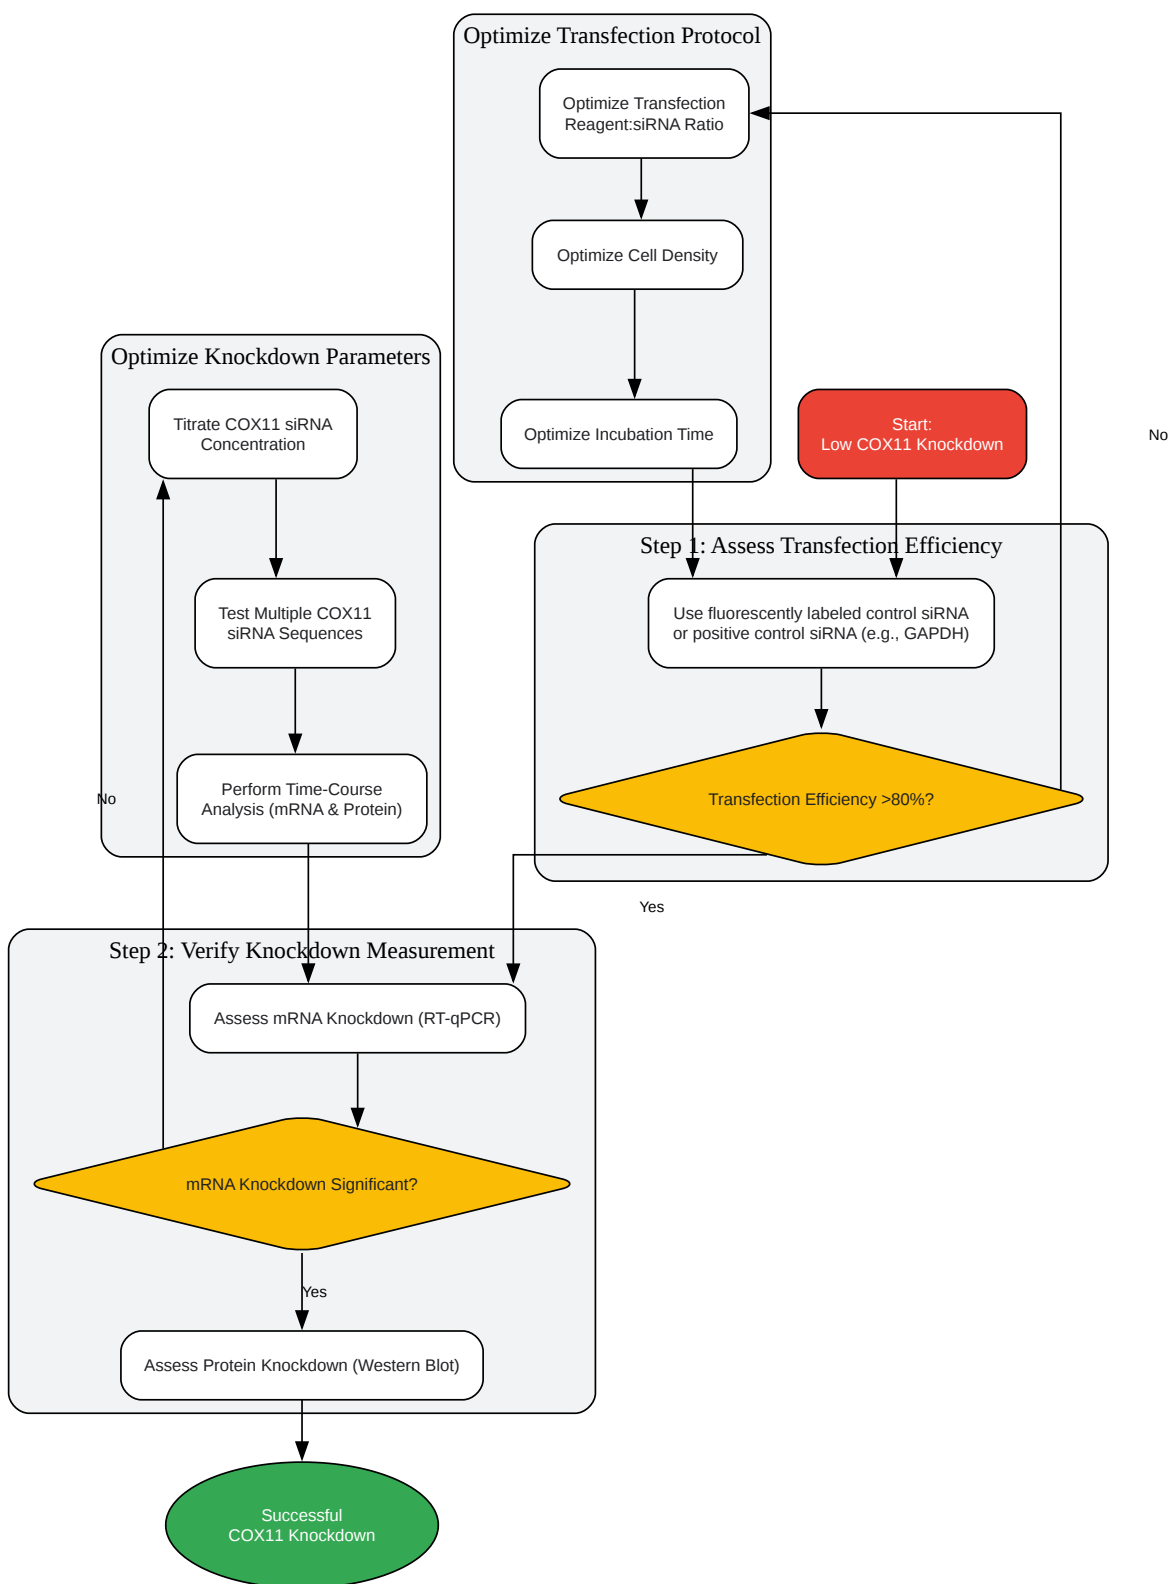 Optimize Transfection Protocol
Optimize Transfection
Reagent:siRNA Ratio
Optimize Cell Density
Optimize Incubation Time
Optimize Knockdown Parameters
Titrate COX11 siRNA
Concentration
Test Multiple COX11
siRNA Sequences
Perform Time-Course
Analysis (mRNA & Protein)
No
Start:
Low COX11 Knockdown
No
Step 1: Assess Transfection Efficiency
Use fluorescently labeled control siRNA
or positive control siRNA (e.g., GAPDH)
Transfection Efficiency >80%?
Yes
Step 2: Verify Knockdown Measurement
Assess mRNA Knockdown (RT-qPCR)
mRNA Knockdown Significant?
Yes
Assess Protein Knockdown (Western Blot)
Successful
COX11 Knockdown